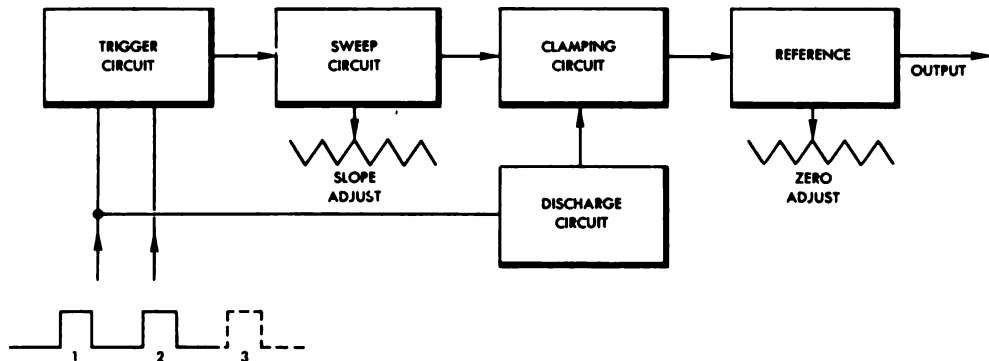 TRIGGER
CIRCUIT
SWEEP
CIRCUIT
CLAMPING
CIRCUIT
REFERENCE
OUTPUT
SLOPE
ADJUST
ZERO
ADJUST
DISCHARGE
CIRCUIT
1 2 3